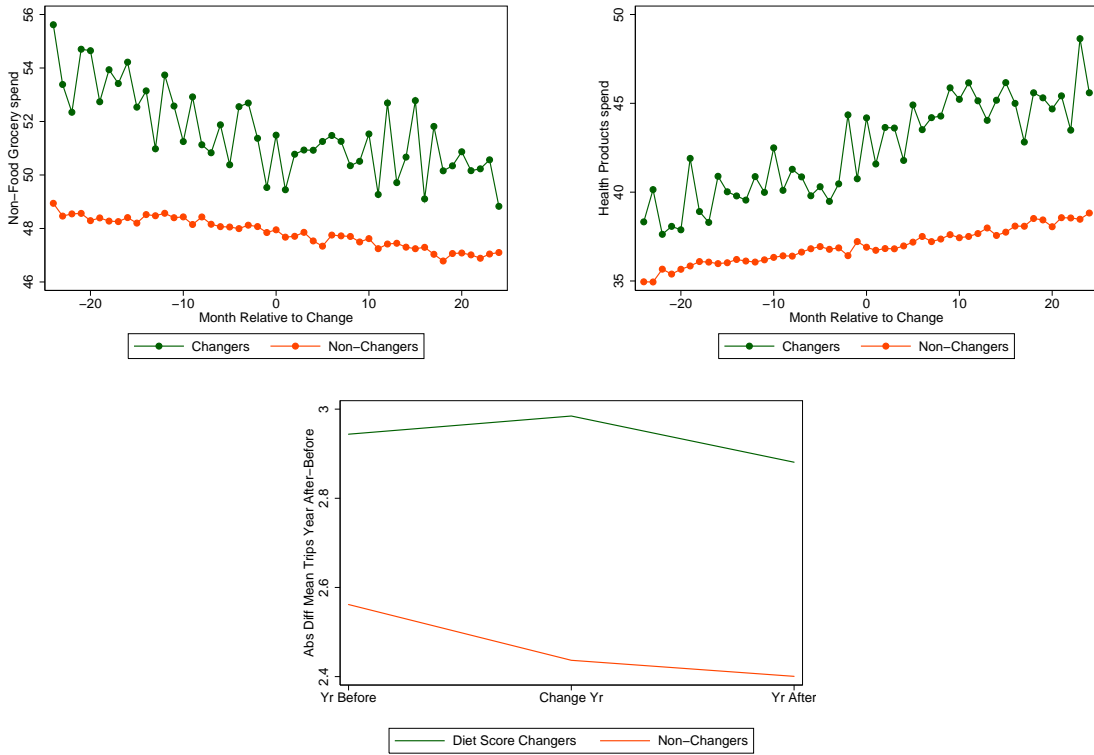 Non−Food Grocery spend
56
54
52
50
48
46
−20
−10
0
10
20
Month Relative to Change
Changers
Non−Changers
Health Products spend
50
45
40
35
−20
−10
0
10
20
Month Relative to Change
Changers
Non−Changers
Abs Diff Mean Trips Year After−Before
3
2.8
2.6
2.4
Yr Before
Change Yr
Yr After
Diet Score Changers
Non−Changers